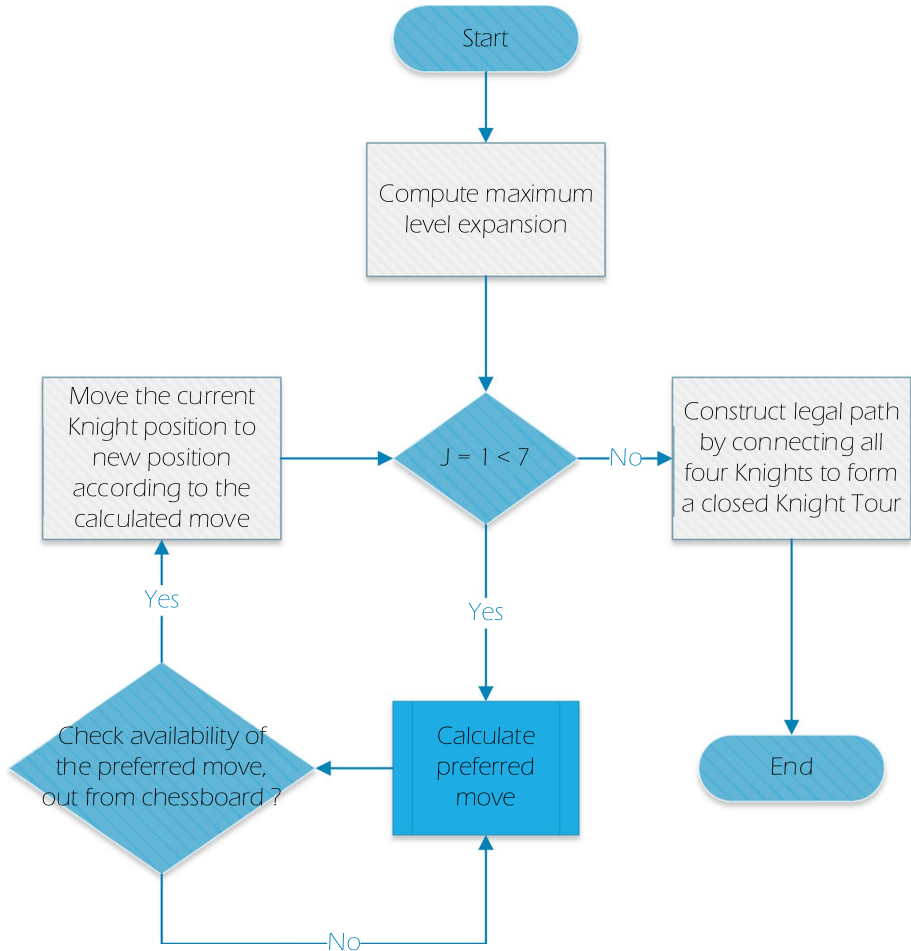 Start
Compute maximum
level expansion
Move the current
Knight position to
new position
according to the
calculated move
J = 1 < 7
No
Construct legal path
by connecting all
four Knights to form
a closed Knight Tour
Yes
Yes
Check availability of
the preferred move,
out from chessboard ?
Calculate
preferred
move
End
No